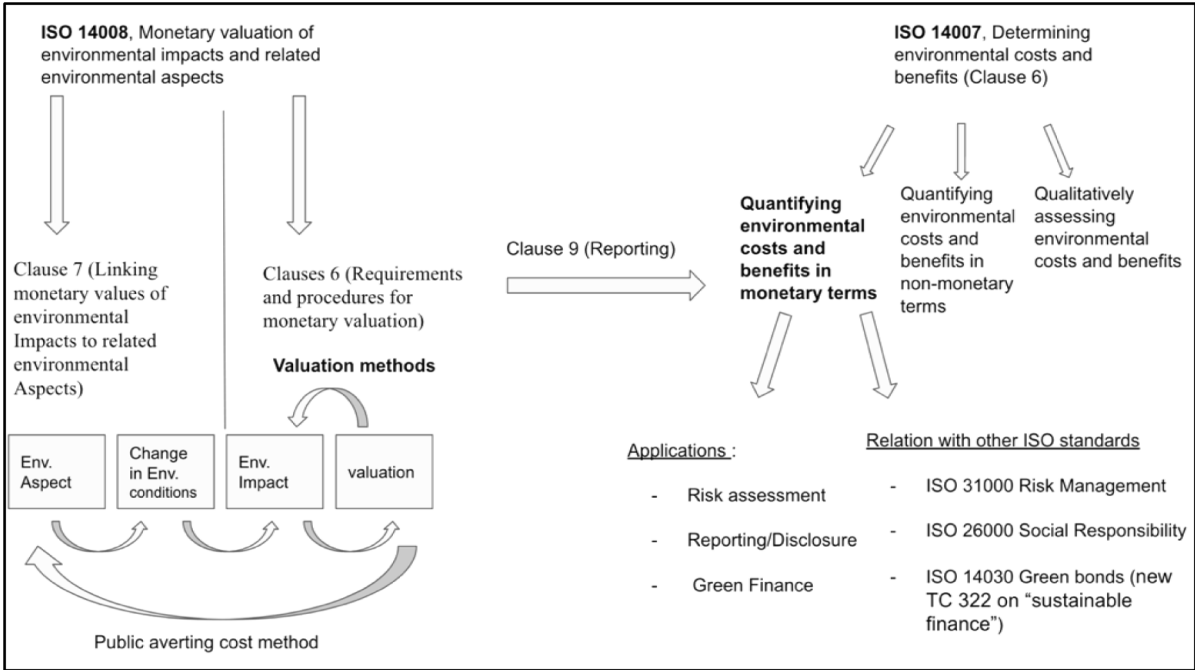 ISO 14008, Monetary valuation of
environmental impacts and related
environmental aspects
Clause 7 (Linking
monetary values of
environmental
Impacts to related
environmental
Aspects)
Clauses 6 (Requirements
and procedures for
monetary valuation)
Valuation methods
Env.
Aspect
Change
in Env.
conditions
Env.
Impact
valuation
Public averting cost method
Clause 9 (Reporting)
ISO 14007, Determining
environmental costs and
benefits (Clause 6)
Quantifying
environmental
costs and
benefits in
monetary terms
Quantifying
environmental
costs and
benefits in
non-monetary
terms
Qualitatively
assessing
environmental
costs and benefits
Applications :
- Risk assessment
- Reporting/Disclosure
- Green Finance
Relation with other ISO standards
- ISO 31000 Risk Management
- ISO 26000 Social Responsibility
- ISO 14030 Green bonds (new
TC 322 on “sustainable
finance”)